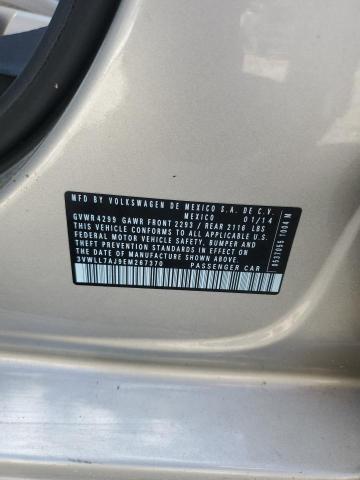 MFD BY VOLKSWAGEN DE MEXICO S.A. DE C.V.
MEXICO 01/14
GVWR 4299 GAWR FRONT 2293 / REAR 2116 LBS
THIS VEHICLE CONFORMS TO ALL APPLICABLE U.S.
FEDERAL MOTOR VEHICLE SAFETY, BUMPER AND
THEFT PREVENTION STANDARDS IN EFFECT ON THE
DATE OF MANUFACTURE SHOWN ABOVE.
3VWLL7AJ9EM267370 PASSENGER CAR
1004 M